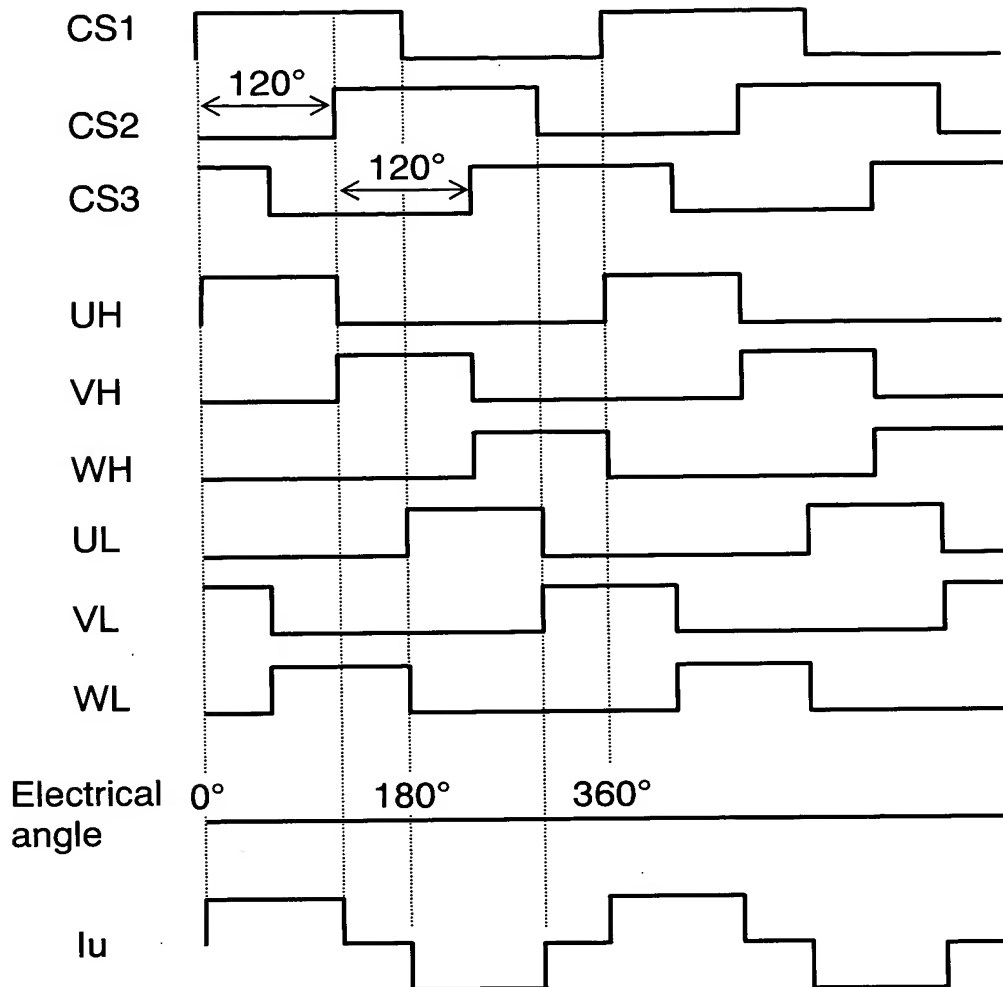 CS1
120°
CS2
120°
CS3
UH
VH
WH
UL
VL
WL
Electrical angle
0° 180° 360°
Iu